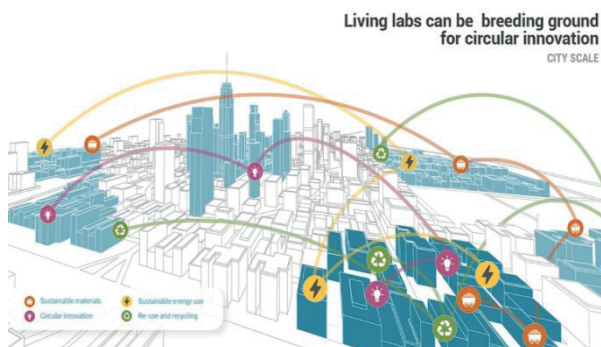 Living labs can be breeding ground
for circular innovation
CITY SCALE
Sustainable materials
Sustainable energy use
Circular innovation
Re-use and recycling